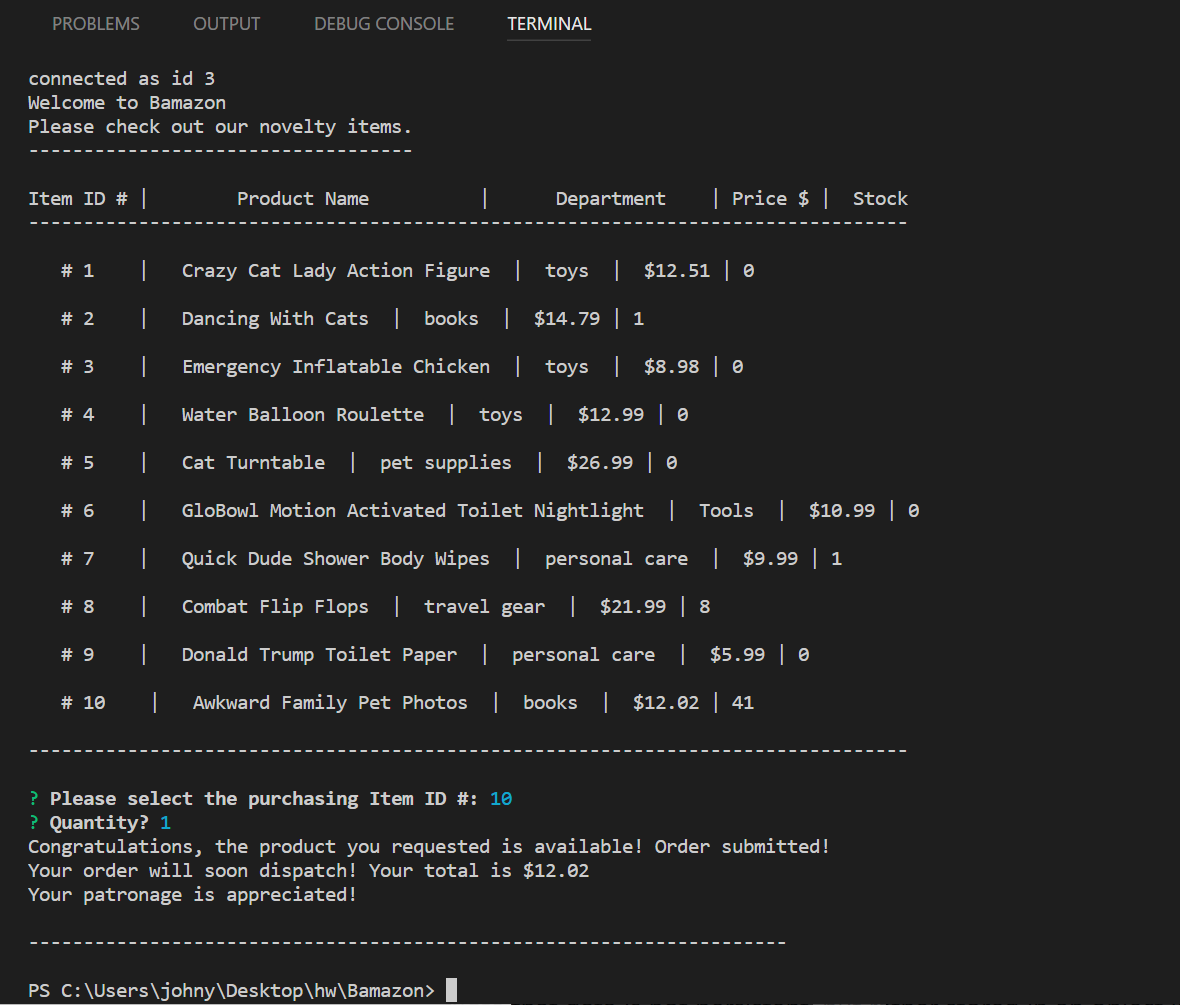 PROBLEMS OUTPUT DEBUG CONSOLE TERMINAL
connected as id 3
Welcome to Bamazon
Please check out our novelty items.
-----------------------------------
Item ID # |        Product Name          |      Department    | Price $ |  Stock
--------------------------------------------------------------------------------
   # 1    |   Crazy Cat Lady Action Figure  |  toys  |  $12.51 | 0
   # 2    |   Dancing With Cats  |  books  |  $14.79 | 1
   # 3    |   Emergency Inflatable Chicken  |  toys  |  $8.98 | 0
   # 4    |   Water Balloon Roulette  |  toys  |  $12.99 | 0
   # 5    |   Cat Turntable  |  pet supplies  |  $26.99 | 0
   # 6    |   GloBowl Motion Activated Toilet Nightlight  |  Tools  |  $10.99 | 0
   # 7    |   Quick Dude Shower Body Wipes  |  personal care  |  $9.99 | 1
   # 8    |   Combat Flip Flops  |  travel gear  |  $21.99 | 8
   # 9    |   Donald Trump Toilet Paper  |  personal care  |  $5.99 | 0
   # 10    |   Awkward Family Pet Photos  |  books  |  $12.02 | 41
--------------------------------------------------------------------------------
? Please select the purchasing Item ID #: 10
? Quantity? 1
Congratulations, the product you requested is available! Order submitted!
Your order will soon dispatch! Your total is $12.02
Your patronage is appreciated!
---------------------------------------------------------------------
PS C:\Users\johny\Desktop\hw\Bamazon>